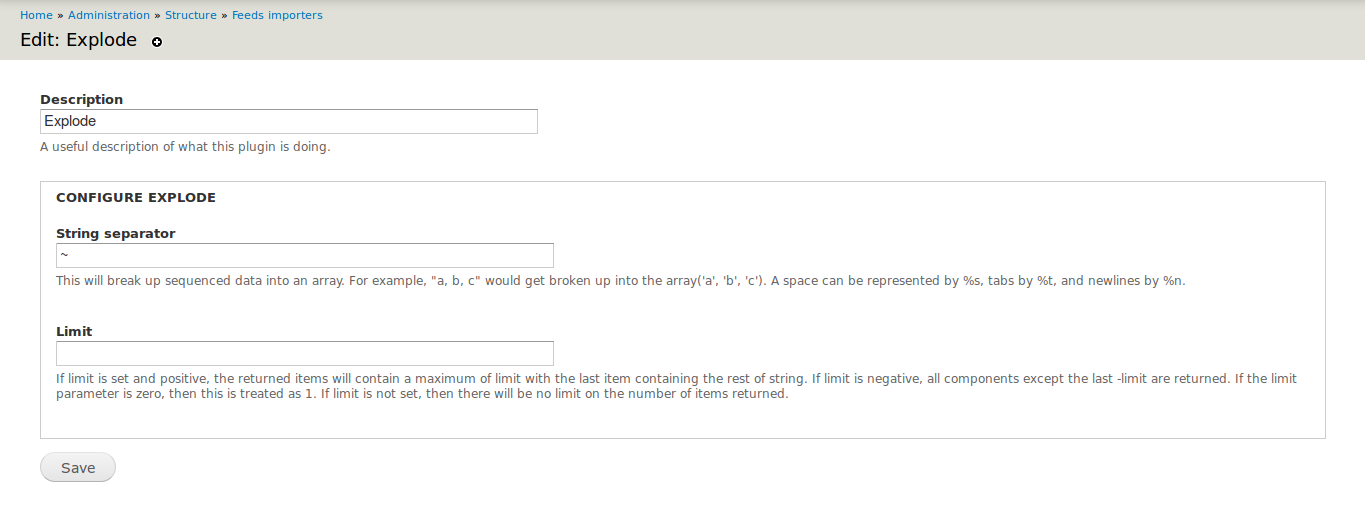 Home » Administration » Structure » Feeds importers
Edit: Explode
Description
Explode
A useful description of what this plugin is doing.
CONFIGURE EXPLODE
String separator
~
This will break up sequenced data into an array. For example, "a, b, c" would get broken up into the array('a', 'b', 'c'). A space can be represented by %s, tabs by %t, and newlines by %n.
Limit
If limit is set and positive, the returned items will contain a maximum of limit with the last item containing the rest of string. If limit is negative, all components except the last -limit are returned. If the limit
parameter is zero, then this is treated as 1. If limit is not set, then there will be no limit on the number of items returned.
Save